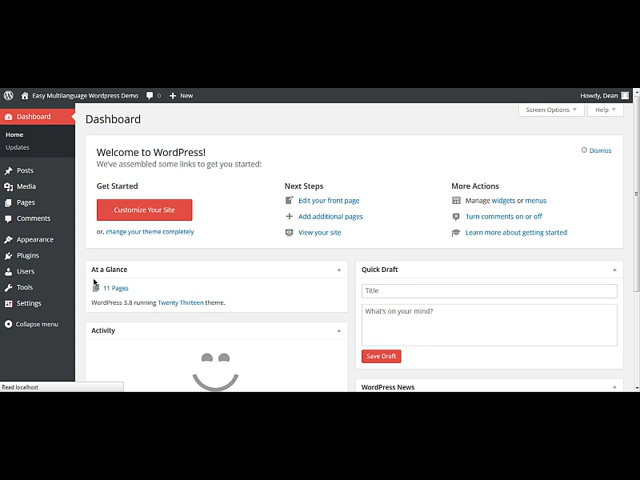 Easy Multilanguage Wordpress Demo 0 + New Howdy, Dean
Dashboard
Home
Updates
Posts
Media
Pages
Comments
Appearance
Plugins
Users
Tools
Settings
Collapse menu
Dashboard
Screen Options Help
Welcome to WordPress!
We've assembled some links to get you started:
Dismiss
Get Started
Customize Your Site
or, change your theme completely
Next Steps
Edit your front page
Add additional pages
View your site
More Actions
Manage widgets or menus
Turn comments on or off
Learn more about getting started
At a Glance
11 Pages
WordPress 3.8 running Twenty Thirteen theme.
Activity
Quick Draft
Title
What's on your mind?
Save Draft
WordPress News
Read localhost